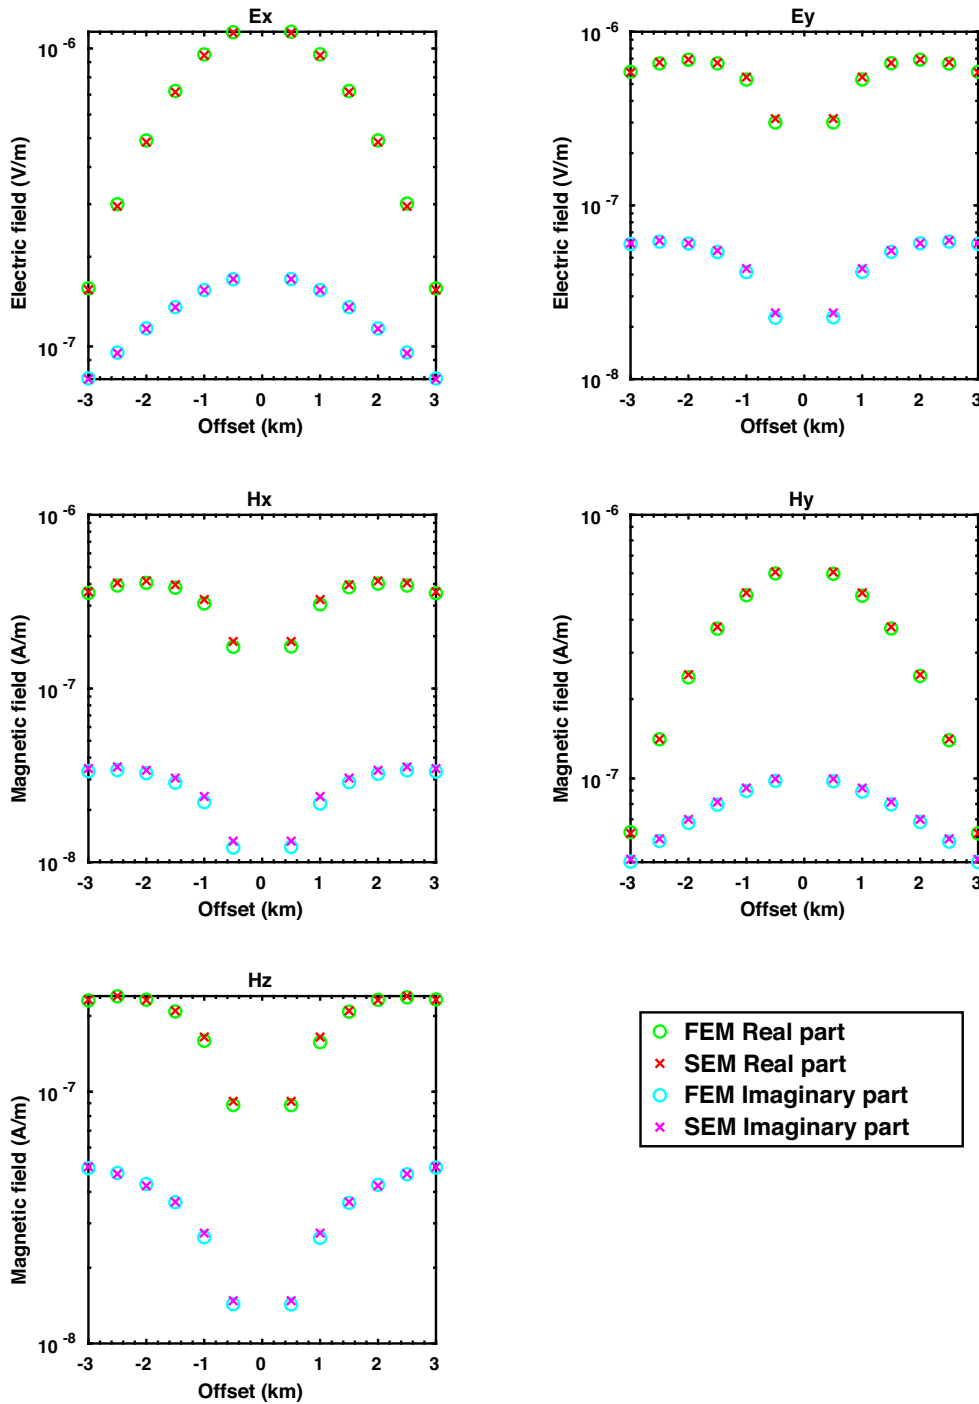 Ex
10^-6
10^-7
Electric field (V/m)
-3 -2 -1 0 1 2 3
Offset (km)
Ey
10^-6
10^-7
10^-8
Electric field (V/m)
-3 -2 -1 0 1 2 3
Offset (km)
Hx
10^-6
10^-7
10^-8
Magnetic field (A/m)
-3 -2 -1 0 1 2 3
Offset (km)
Hy
10^-6
10^-7
Magnetic field (A/m)
-3 -2 -1 0 1 2 3
Offset (km)
Hz
10^-7
10^-8
Magnetic field (A/m)
-3 -2 -1 0 1 2 3
Offset (km)
FEM Real part
SEM Real part
FEM Imaginary part
SEM Imaginary part